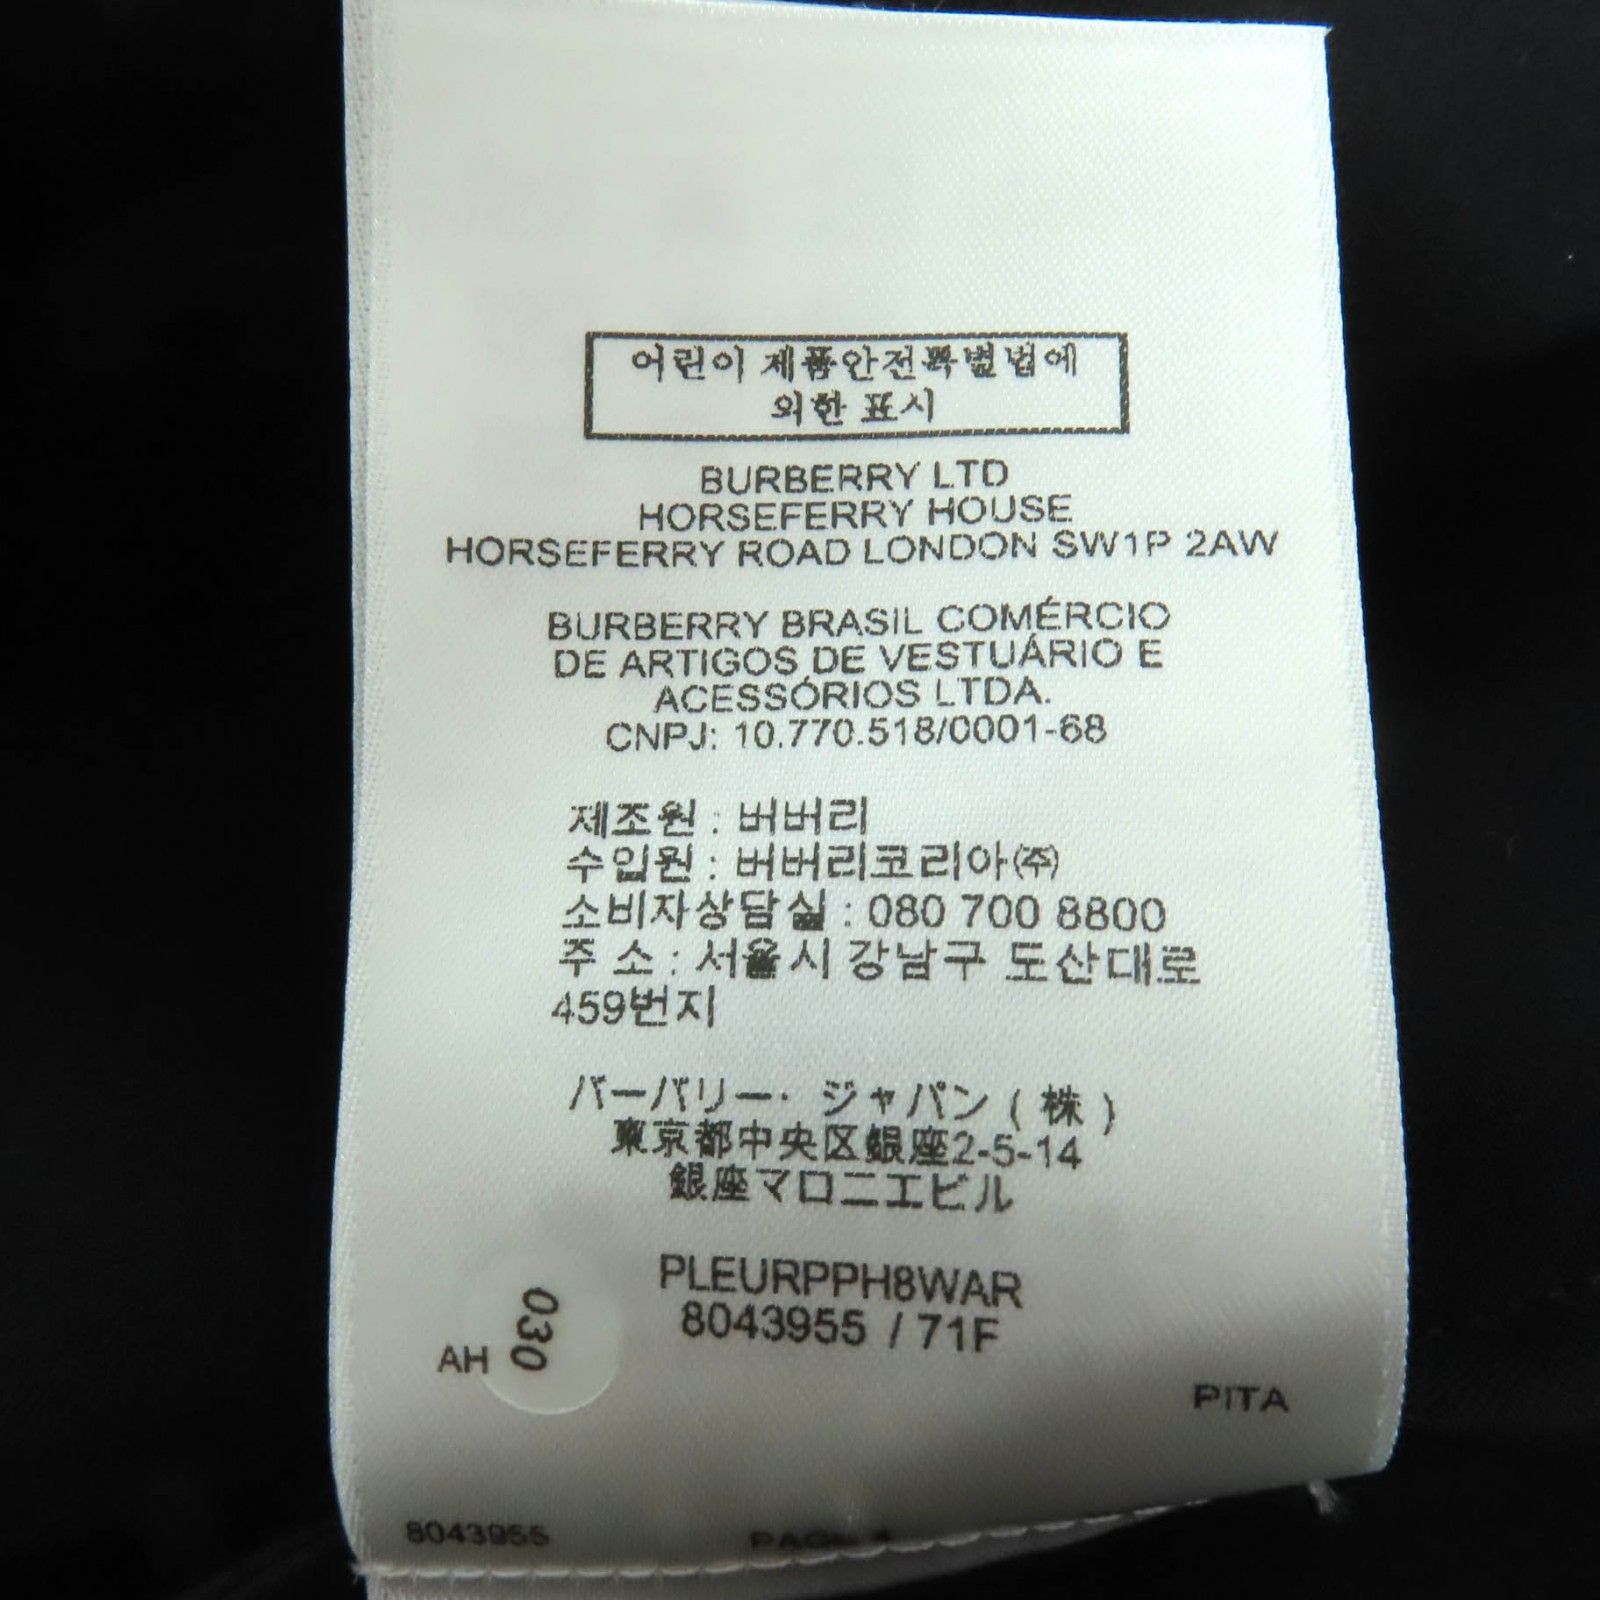 어린이 제품안전특별법에
의한 표시
BURBERRY LTD
HORSEFERRY HOUSE
HORSEFERRY ROAD LONDON SW1P 2AW
BURBERRY BRASIL COMÉRCIO
DE ARTIGOS DE VESTUÁRIO E
ACESSÓRIOS LTDA.
CNPJ: 10.770.518/0001-68
제조원 : 버버리
수입원 : 버버리코리아㈜
소비자상담실 : 080 700 8800
주 소 : 서울시 강남구 도산대로
459번지
バーバリー・ジャパン ( 株 )
東京都中央区銀座2-5-14
銀座マロニエビル
PLEURPPH8WAR
8043955 / 71F
AH 030
PITA
8043955 PAGE